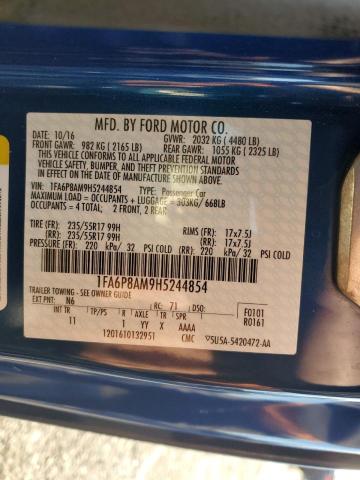 MFD. BY FORD MOTOR CO.
DATE: 10/16 GVWR: 2032 KG ( 4480 LB)
FRONT GAWR: 982 KG ( 2165 LB) REAR GAWR: 1055 KG ( 2325 LB)
THIS VEHICLE CONFORMS TO ALL APPLICABLE FEDERAL MOTOR
VEHICLE SAFETY, BUMPER, AND THEFT PREVENTION STANDARDS IN
EFFECT ON THE DATE OF MANUFACTURE SHOWN ABOVE.
VIN: 1FA6P8AM9H5244854 TYPE: Passenger Car
MAXIMUM LOAD = OCCUPANTS + LUGGAGE = 303KG/ 668LB
OCCUPANTS = 4 TOTAL; 2 FRONT, 2 REAR
TIRE (FR): 235/55R17 99H RIMS (FR): 17x7.5J
TIRE (RR): 235/55R17 99H RIMS (RR): 17x7.5J
PRESSURE(FR): 220 kPa/ 32 PSI COLD (RR): 220 kPa/ 32 PSI COLD
1FA6P8AM9H5244854
TRAILER TOWING - SEE OWNER GUIDE
EXT PNT: N6 RC: 71 DSO: F0101
INT TR TP/PS R AXLE TR SPR R0161
11 1 YY X AAAA
1201610132951 CMC
5U5A-5420472-AA